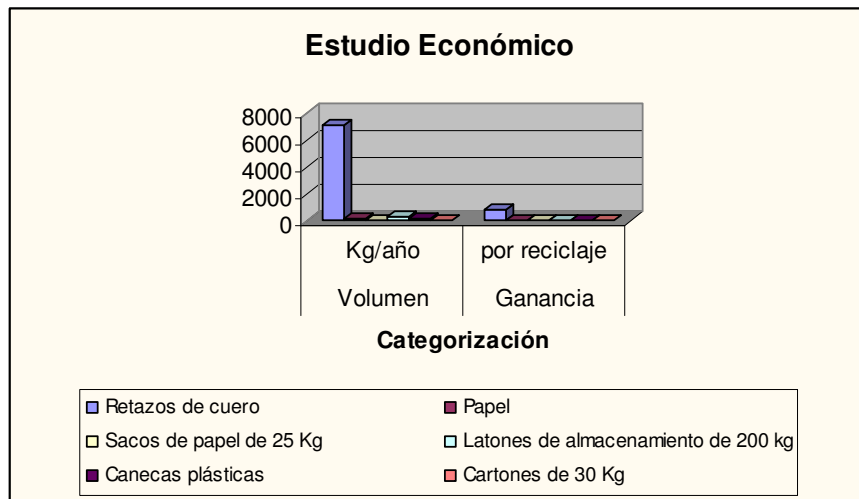 Estudio Económico
8000
6000
4000
2000
0
Kg/año por reciclaje
Volumen Ganancia
Categorización
Retazos de cuero Papel
Sacos de papel de 25 Kg Latones de almacenamiento de 200 kg
Canecas plásticas Cartones de 30 Kg